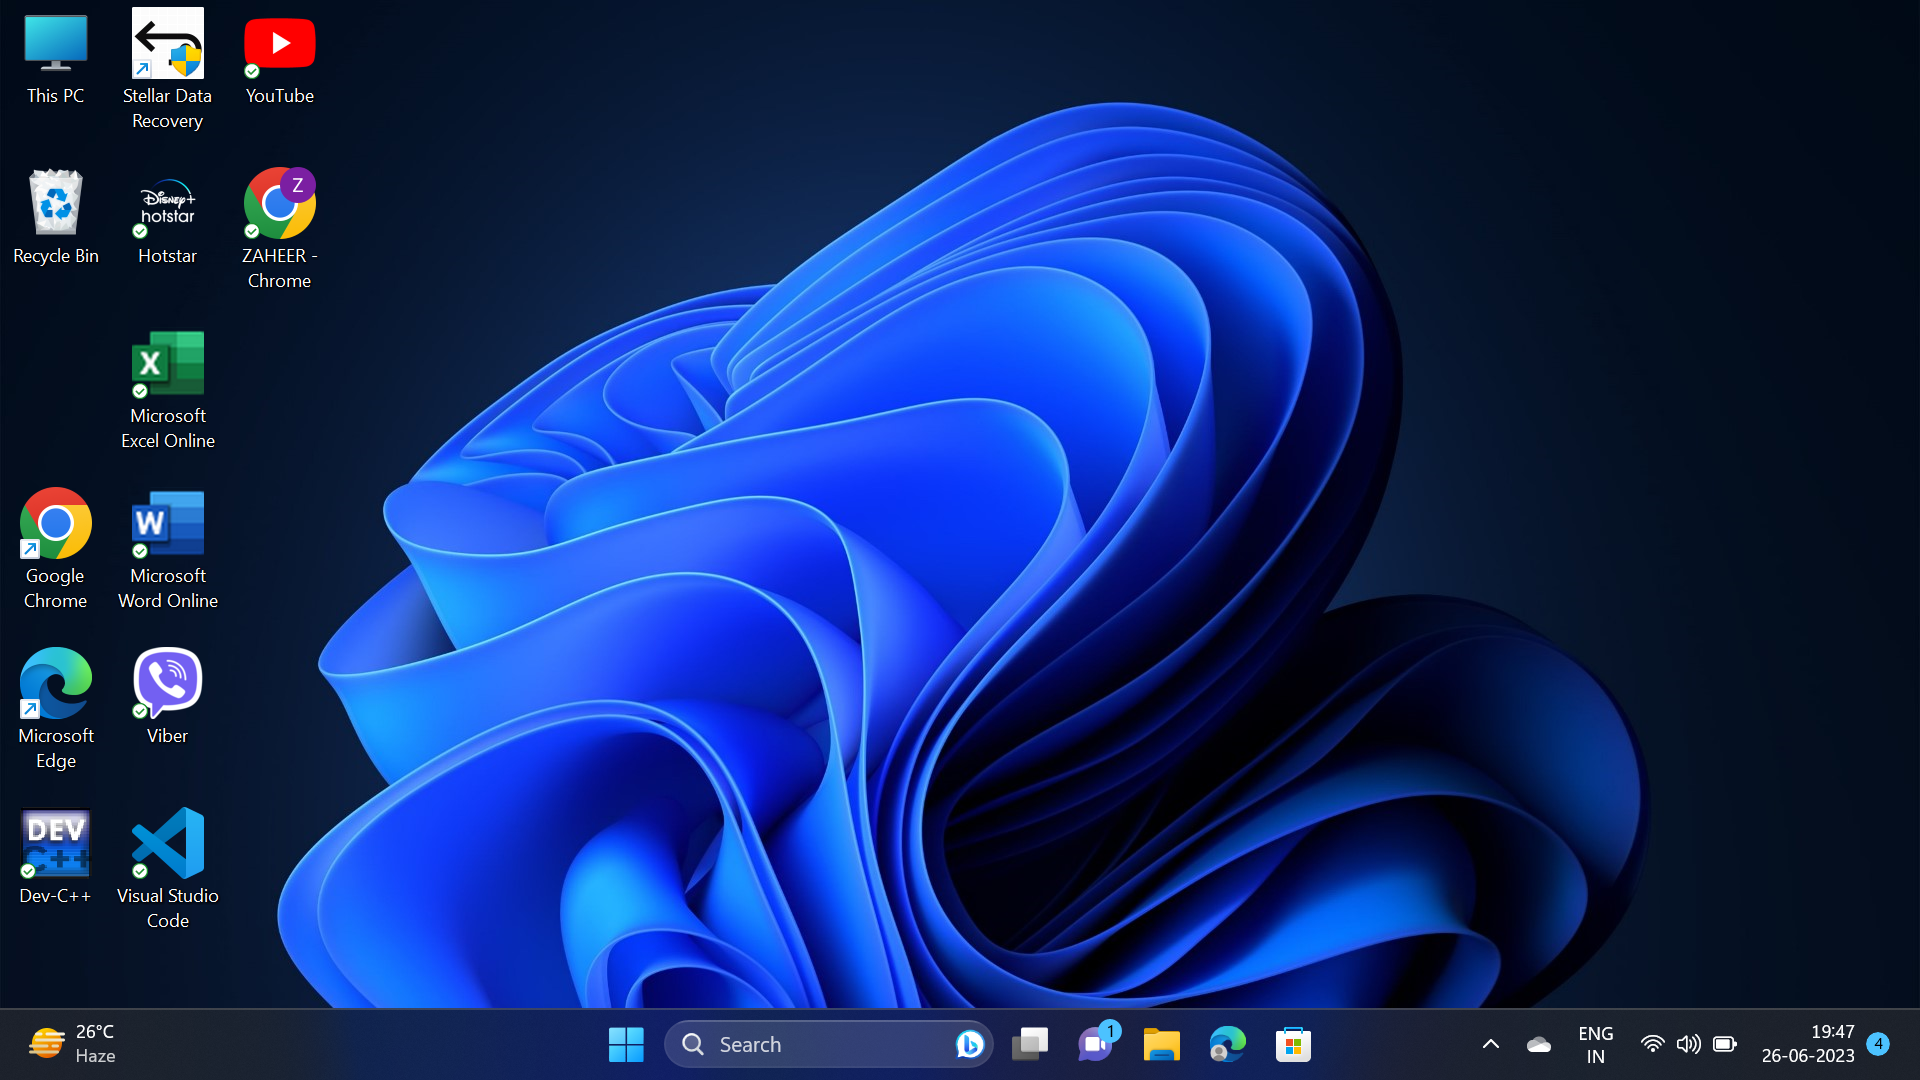 This PC
Stellar Data
Recovery
YouTube
Recycle Bin
Disney+
hotstar
Hotstar
Z
ZAHEER -
Chrome
X
Microsoft
Excel Online
Google
Chrome
W
Microsoft
Word Online
Microsoft
Edge
Viber
DEV
C++
Dev-C++
Visual Studio
Code
26°C
Haze
Search
1
ENG
IN
19:47
26-06-2023
4